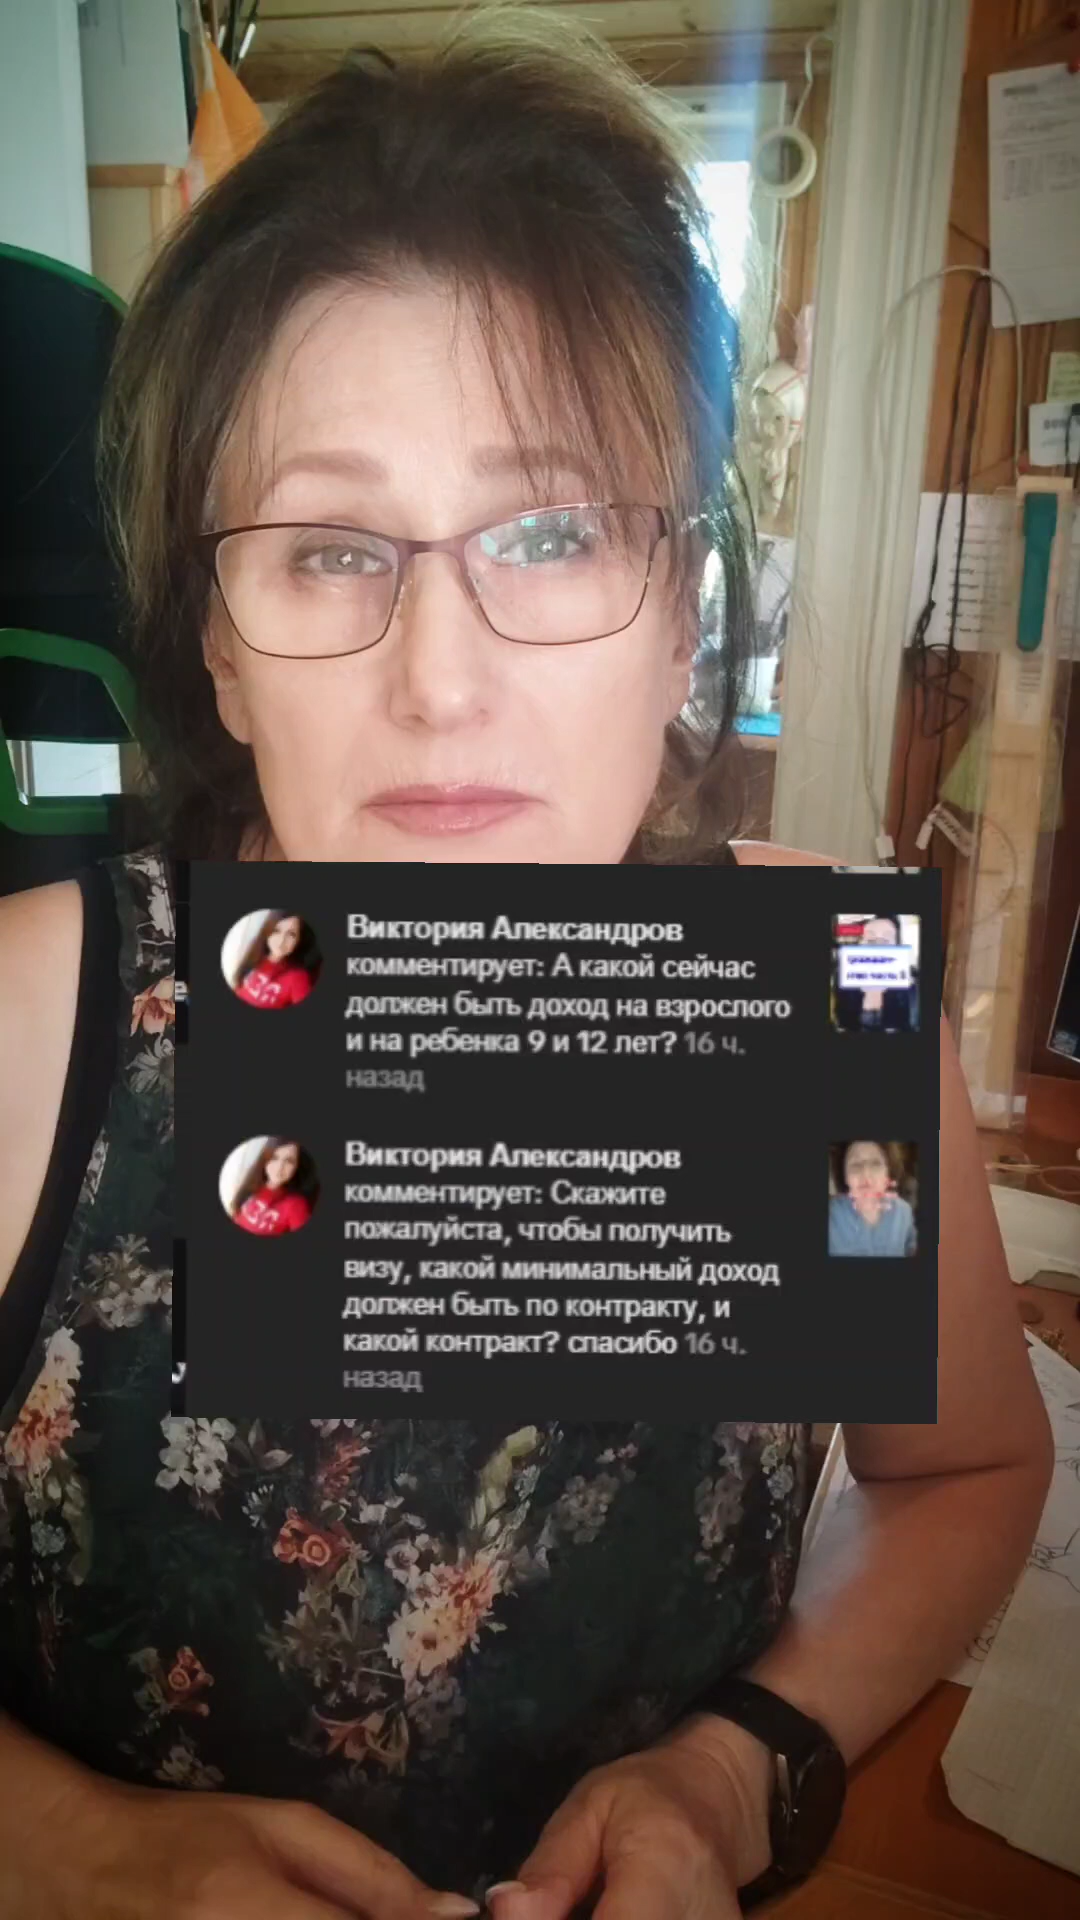 Виктория Александров
комментирует: А какой сейчас
должен быть доход на взрослого
и на ребенка 9 и 12 лет? 16 ч.
назад
Виктория Александров
комментирует: Скажите
пожалуйста, чтобы получить
визу, какой минимальный доход
должен быть по контракту, и
какой контракт? спасибо 16 ч.
назад